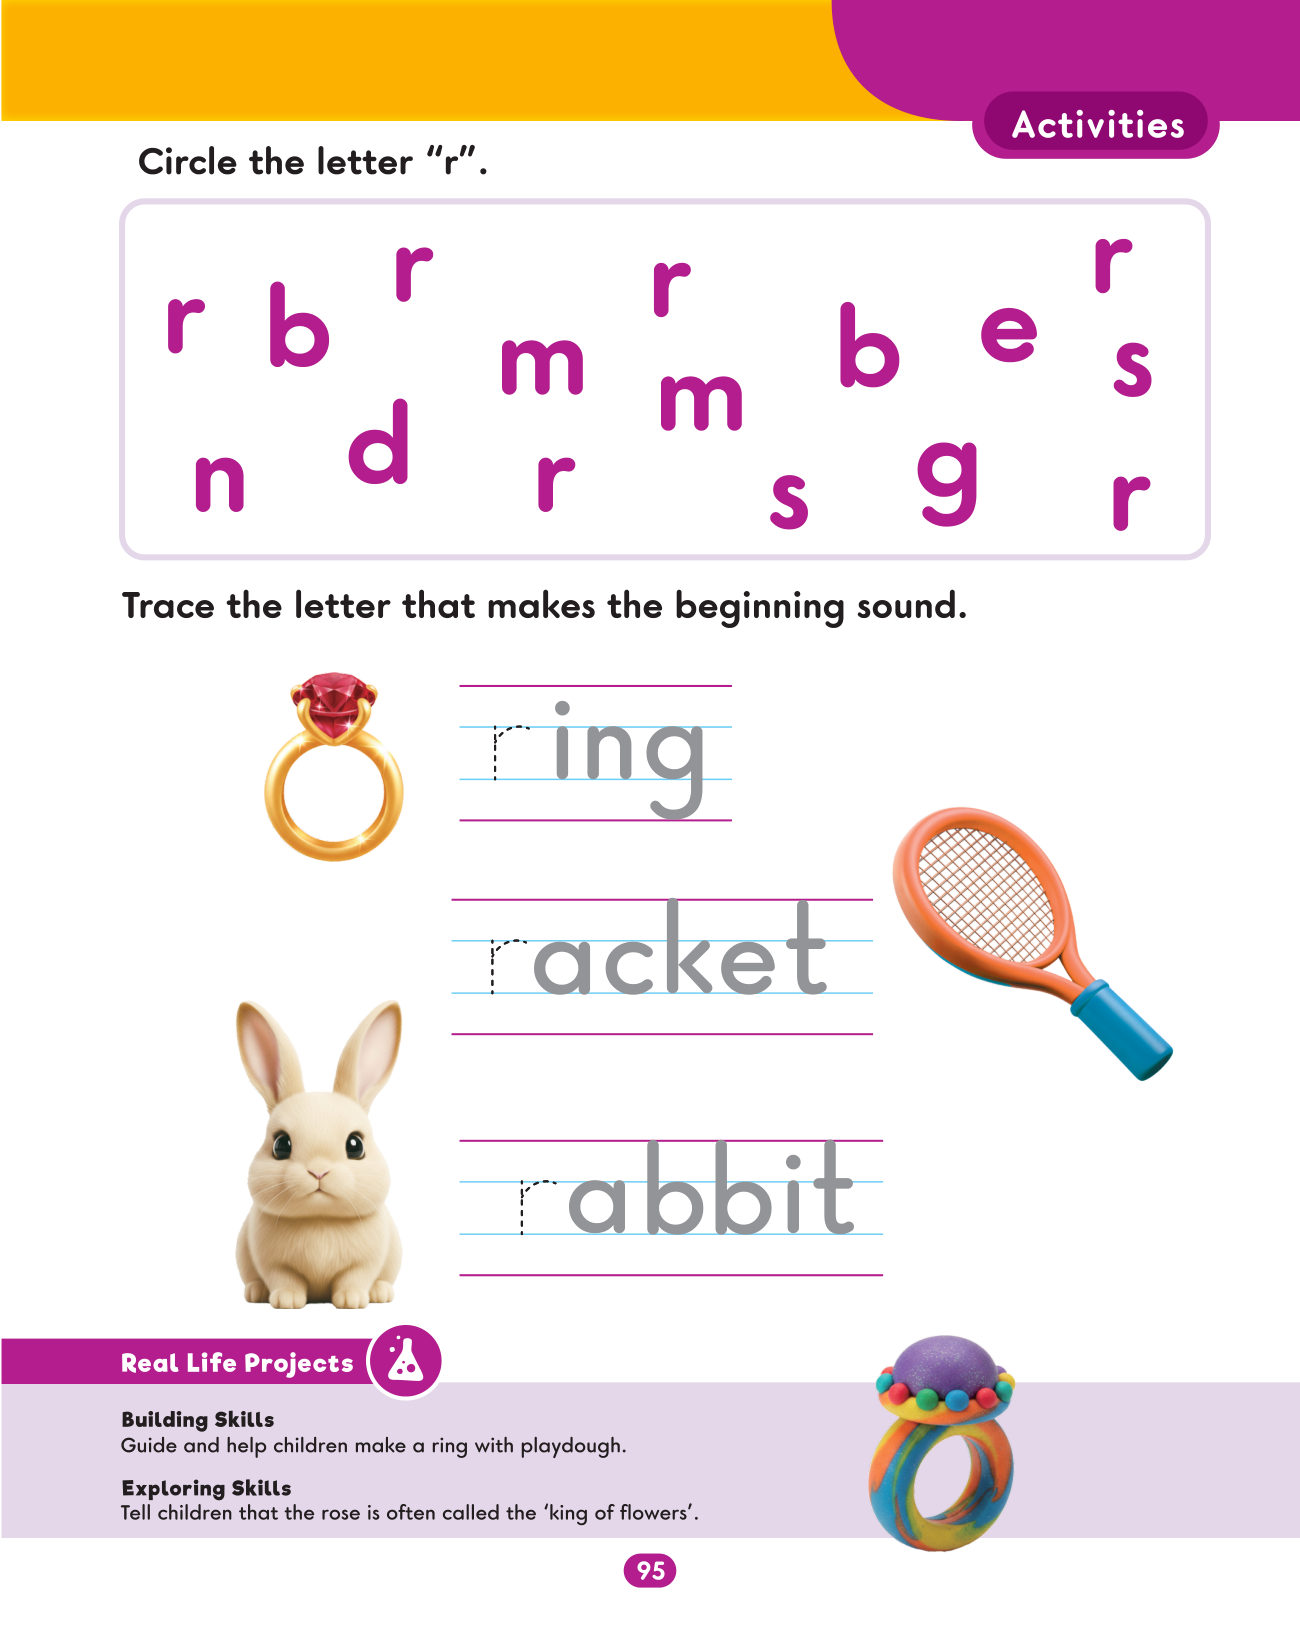 Activities
Circle the letter “r”.
r b r m r m b e r s
n d r s g r
Trace the letter that makes the beginning sound.
ring
racket
rabbit
Real Life Projects
Building Skills
Guide and help children make a ring with playdough.
Exploring Skills
Tell children that the rose is often called the ‘king of flowers’.
95